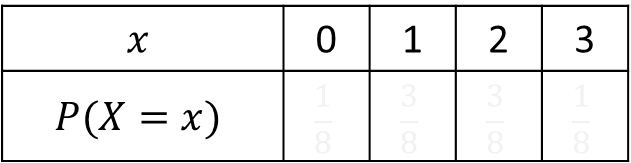 x 0 1 2 3
P(X = x) 1/8 3/8 3/8 1/8